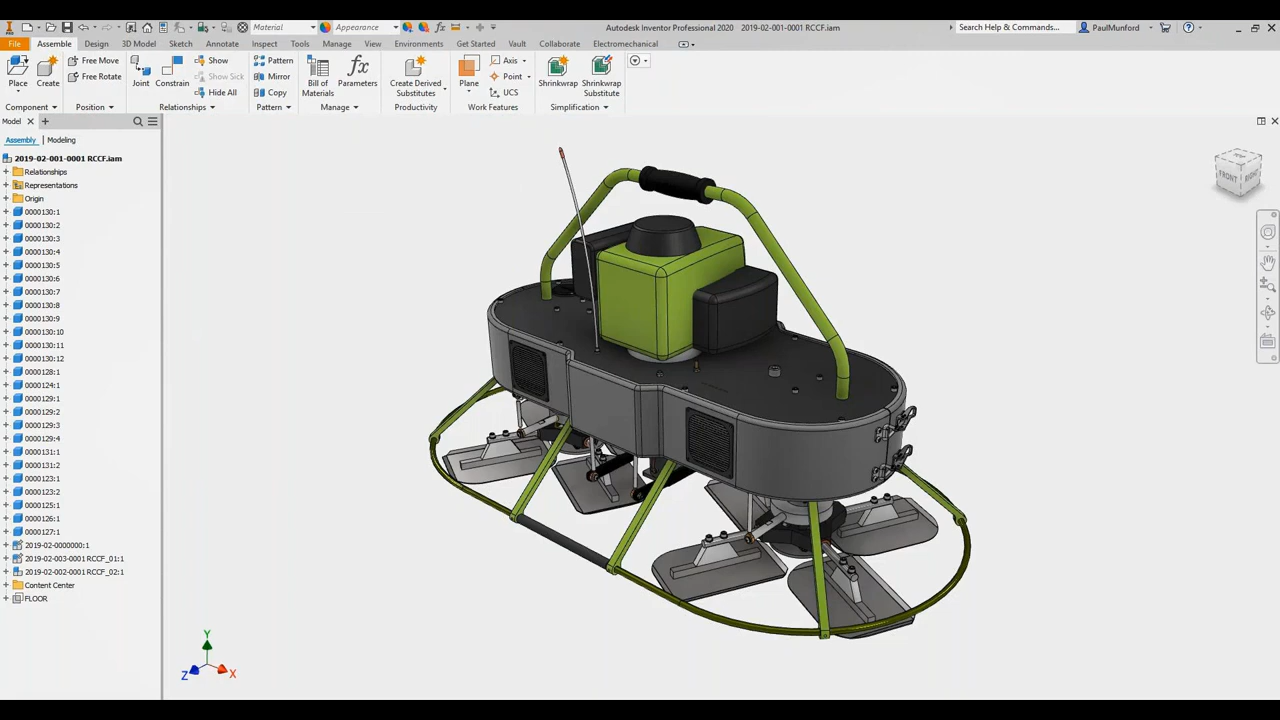 Material
Appearance
Autodesk Inventor Professional 2020
2019-02-001-0001 RCCF.iam
Search Help & Commands...
PaulMunford
File
Assemble
Design
3D Model
Sketch
Annotate
Inspect
Tools
Manage
View
Environments
Get Started
Vault
Collaborate
Electromechanical
Place
Create
Free Move
Free Rotate
Component
Position
Joint
Constrain
Show
Show Sick
Hide All
Relationships
Pattern
Mirror
Copy
Pattern
Bill of Materials
Parameters
Manage
Create Derived Substitutes
Productivity
Plane
Axis
Point
UCS
Work Features
Shrinkwrap
Shrinkwrap Substitute
Simplification
Model
Assembly
Modeling
2019-02-001-0001 RCCF.iam
Relationships
Representations
Origin
0000130:1
0000130:2
0000130:3
0000130:4
0000130:5
0000130:6
0000130:7
0000130:8
0000130:9
0000130:10
0000130:11
0000130:12
0000128:1
0000124:1
0000129:1
0000129:2
0000129:3
0000129:4
0000131:1
0000131:2
0000123:1
0000123:2
0000125:1
0000126:1
0000127:1
2019-02-0000000:1
2019-02-003-0001 RCCF_01:1
2019-02-002-0001 RCCF_02:1
Content Center
FLOOR
FRONT
RIGHT
Y
Z
X